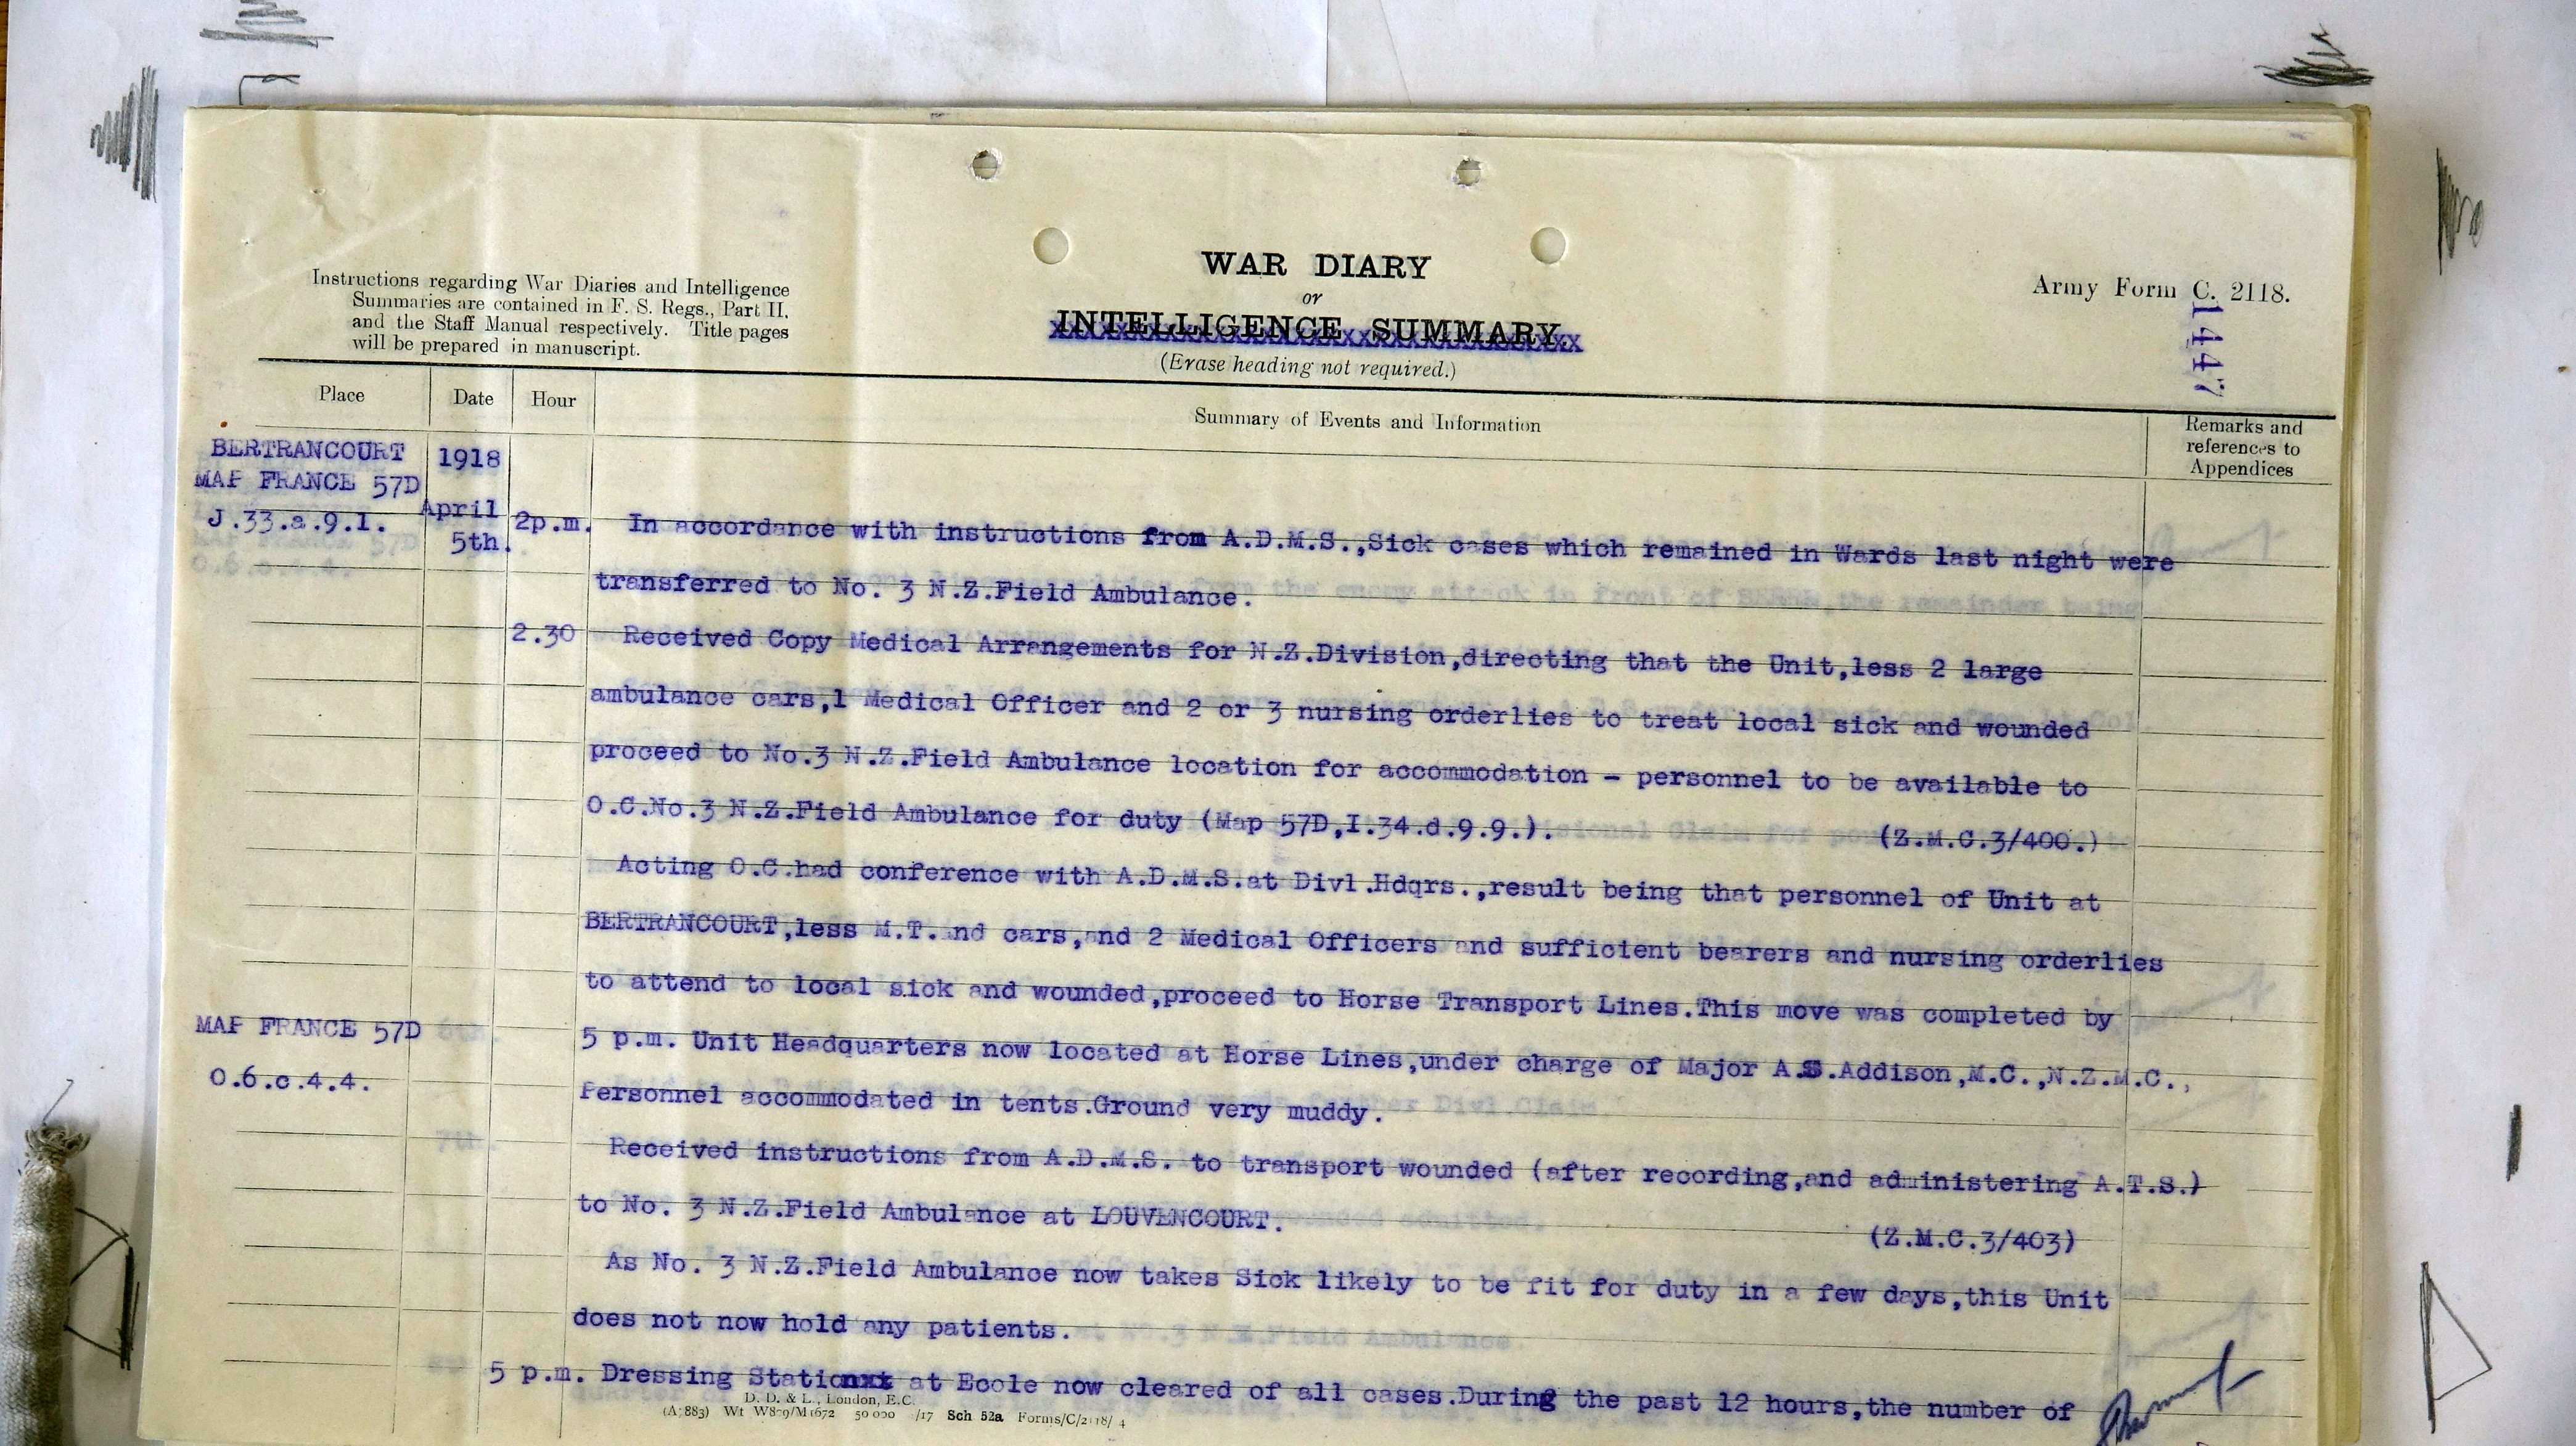 Instructions regarding War Diaries and Intelligence
Summaries are contained in F. S. Regs., Part II.
and the Staff Manual respectively. Title pages
will be prepared in manuscript.
WAR DIARY
or
INTELLIGENCE SUMMARY.
(Erase heading not required.)
Army Form C. 2118.
1447
Place
Date
Hour
Summary of Events and Information
Remarks and
references to
Appendices
BERTRANCOURT 1918
MAP FRANCE 57D
J.33.a.9.1. April
5th.
2p.m. In accordance with instructions from A.D.M.S.,Sick cases which remained in Wards last night were
transferred to No. 3 N.Z.Field Ambulance.
2.30 Received Copy Medical Arrangements for N.Z.Division,directing that the Unit,less 2 large
ambulance cars,1 Medical Officer and 2 or 3 nursing orderlies to treat local sick and wounded
proceed to No.3 N.Z.Field Ambulance location for accommodation - personnel to be available to
O.C.No.3 N.Z.Field Ambulance for duty (Map 57D,I.34.d.9.9.). (Z.M.C.3/400.)
Acting O.C.had conference with A.D.M.S.at Divl.Hdqrs.,result being that personnel of Unit at
BERTRANCOURT,less M.T.and cars,and 2 Medical Officers and sufficient bearers and nursing orderlies
to attend to local sick and wounded,proceed to Horse Transport Lines.This move was completed by
MAP FRANCE 57D 5 p.m. Unit Headquarters now located at Horse Lines,under charge of Major A.S.Addison,M.C.,N.Z.M.C.,
O.6.c.4.4. Personnel accommodated in tents.Ground very muddy.
Received instructions from A.D.M.S. to transport wounded (after recording,and administering A.T.S.)
to No. 3 N.Z.Field Ambulance at LOUVENCOURT. (Z.M.C.3/403)
As No. 3 N.Z.Field Ambulance now takes Sick likely to be fit for duty in a few days,this Unit
does not now hold any patients.
5 p.m. Dressing Station at Ecole now cleared of all cases.During the past 12 hours,the number of
D. D. & L., London, E.C.
(A 883) Wt W809/M1672 50 000 /17 Sch 52a Forms/C/2118/ 4